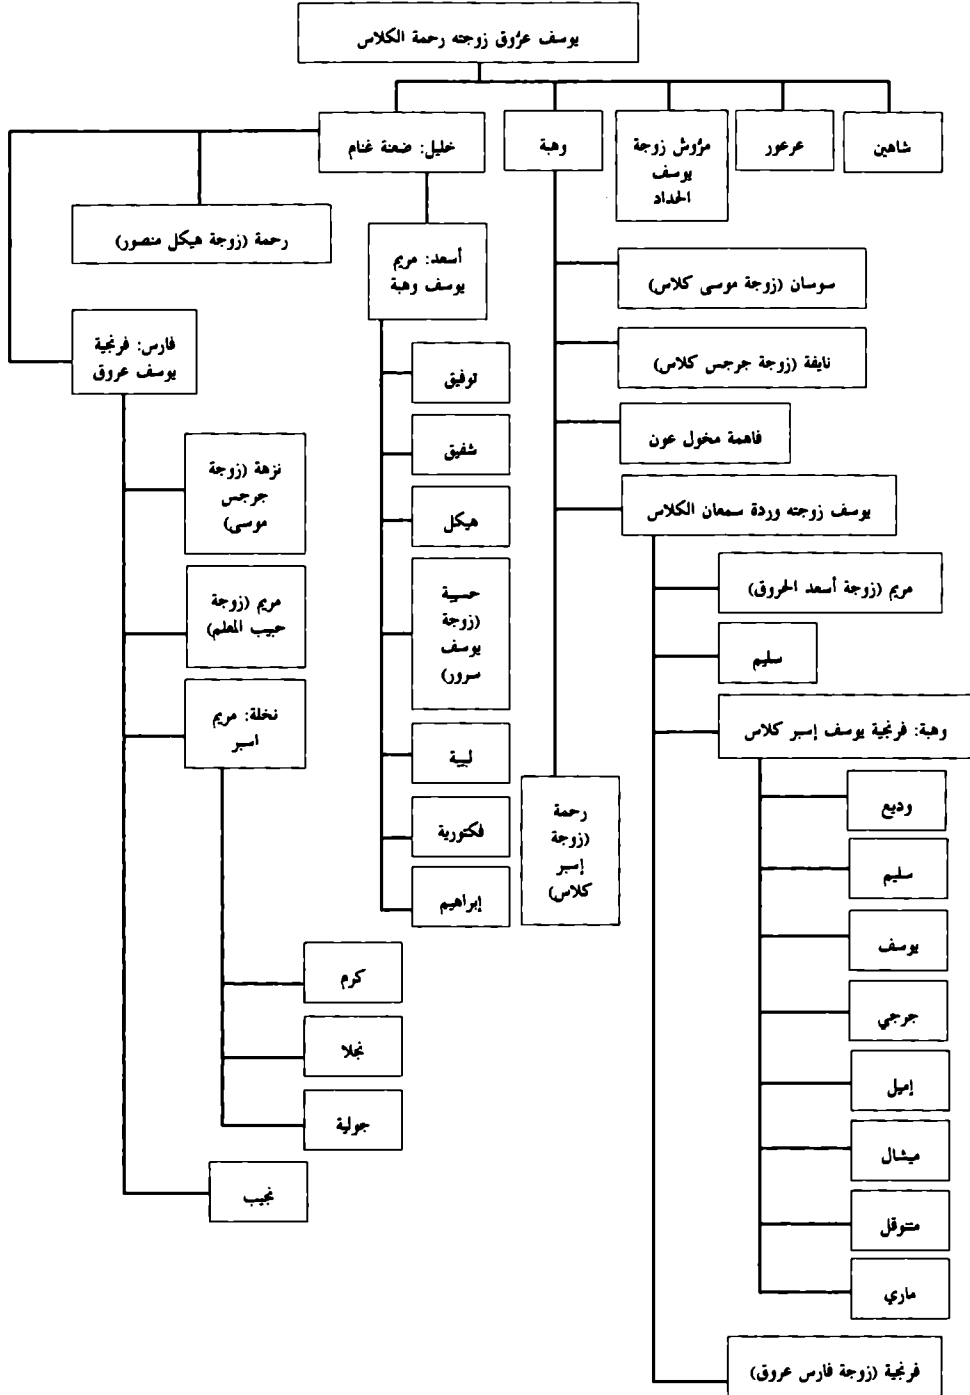 يوسف عرّوق زوجته رحمة الكلاس
شاهين
عرعور
مرّوش زوجة
يوسف
الحداد
وهبة
خليل: ضعنة غنام
رحمة (زوجة هيكل منصور)
أسعد: مريم
يوسف وهبة
سوسان (زوجة موسى كلاس)
نايفة (زوجة جرجس كلاس)
فاهمة مخول عون
يوسف زوجته وردة سمعان الكلاس
رحمة
(زوجة
إسبر
كلاس)
مريم (زوجة أسعد الحروق)
سليم
وهبة: فرنجية يوسف إسبر كلاس
وديع
سليم
يوسف
جرجي
إميل
ميشال
متتوقل
ماري
فرنجية (زوجة فارس عروق)
توفيق
شفيق
هيكل
حسيبة
(زوجة
يوسف
سرور)
لبيبة
فكتورية
إبراهيم
فارس: فرنجية
يوسف عروق
نزهة (زوجة
جرجس
موسى)
مريم (زوجة
حبيب المعلم)
نخلة: مريم
اسبر
كرم
نجلا
جولية
نجيب